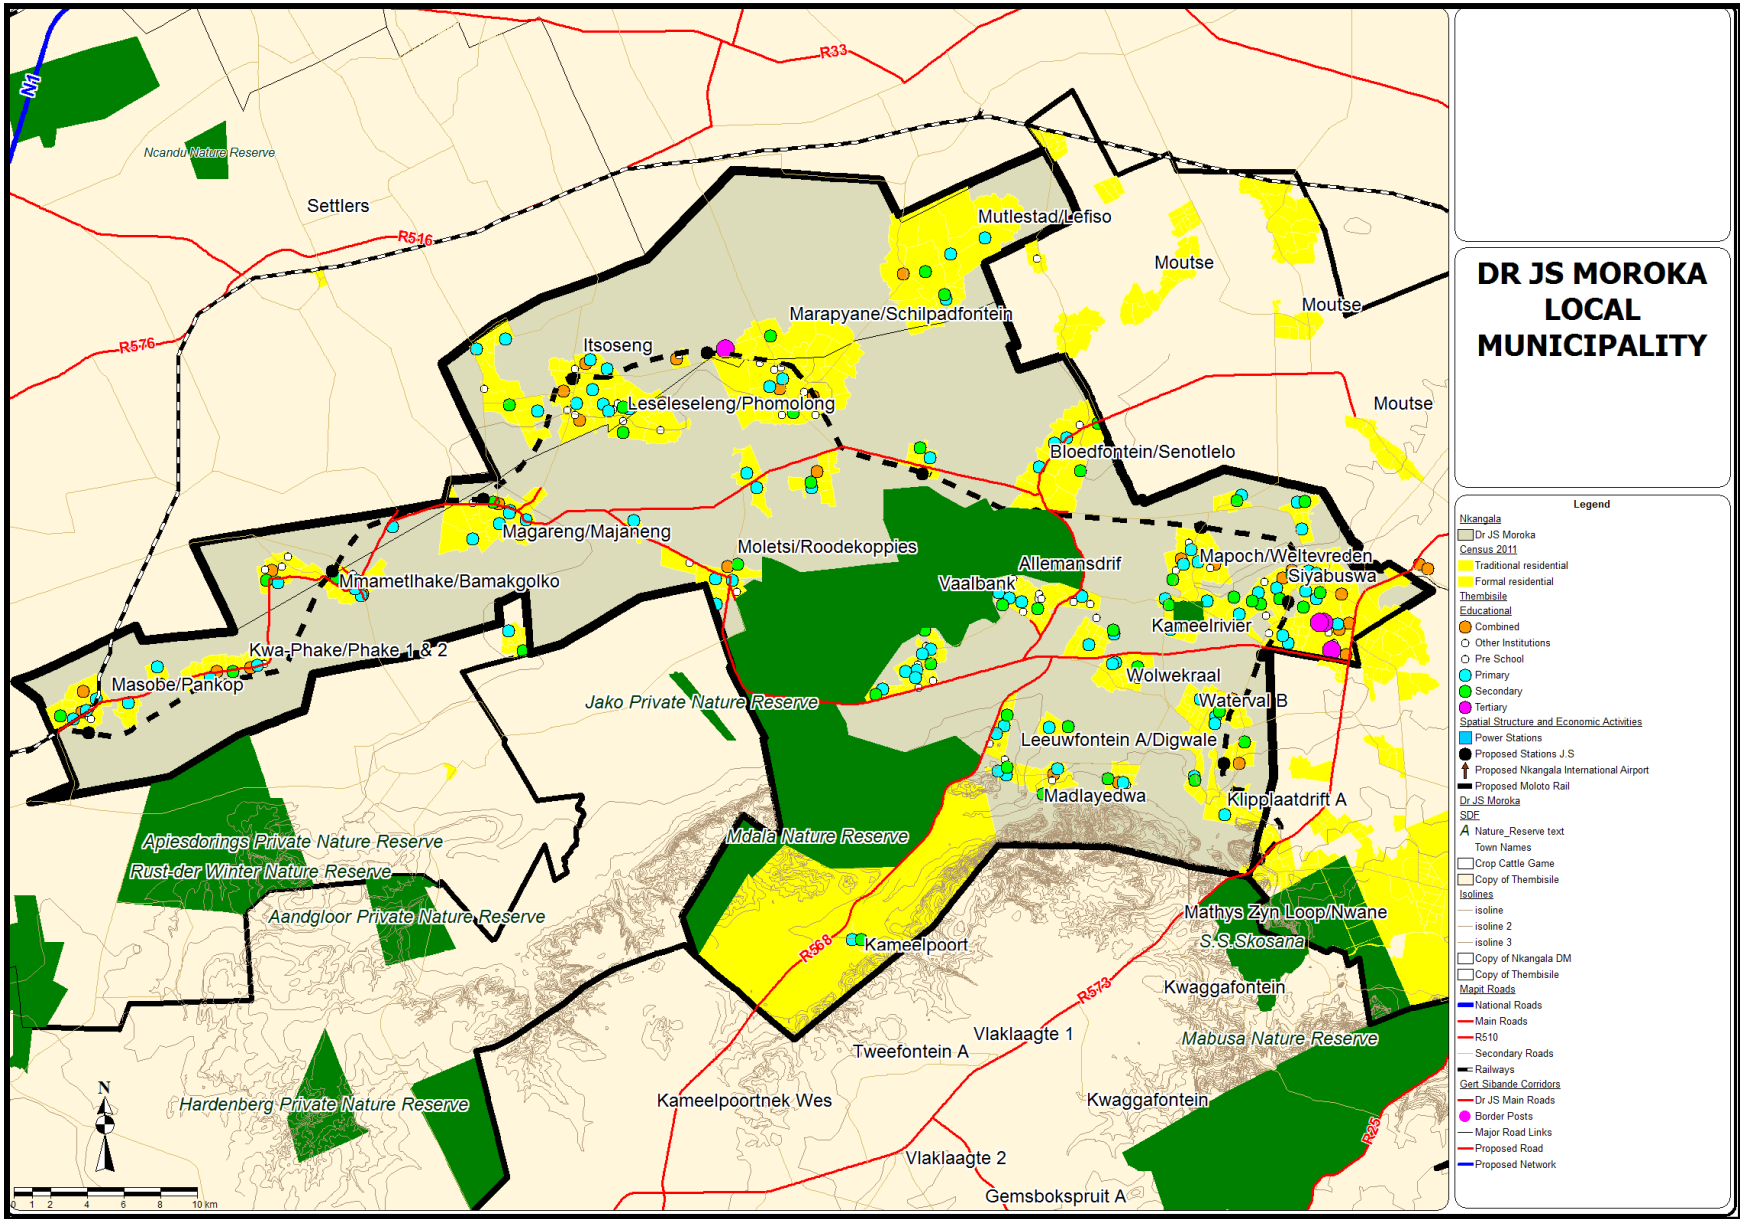 N1
R33
Ncandu Nature Reserve
Settlers
R516
R576
Mutlestad/Lefiso
Moutse
Moutse
Marapyane/Schilpadfontein
Itsoseng
Leseleseleng/Phomolong
Moutse
Bloedfontein/Senotlelo
Magareng/Majaneng
Moletsi/Roodekoppies
Mmametlhake/Bamakgolko
Allemansdrif
Vaalbank
Mapoch/Weltevreden
Siyabuswa
Kameelrivier
Kwa-Phake/Phake 1 & 2
Masobe/Pankop
Wolwekraal
Jako Private Nature Reserve
Waterval B
Leeuwfontein A/Digwale
Madlayedwa
Klipplaatdrift A
Mdala Nature Reserve
Apiesdorings Private Nature Reserve
Rust-der Winter Nature Reserve
Aandgloor Private Nature Reserve
Mathys Zyn Loop/Nwane
S.S.Skosana
Kameelpoort
R568
R573
Kwaggafontein
Vlaklaagte 1
Tweefontein A
Mabusa Nature Reserve
Kameelpoortnek Wes
Kwaggafontein
Hardenberg Private Nature Reserve
R25
Vlaklaagte 2
Gemsbokspruit A
N
0 1 2 4 6 8 10 km
DR JS MOROKA
LOCAL
MUNICIPALITY
Legend
Nkangala
Dr JS Moroka
Census 2011
Traditional residential
Formal residential
Thembisile
Educational
Combined
Other Institutions
Pre School
Primary
Secondary
Tertiary
Spatial Structure and Economic Activities
Power Stations
Proposed Stations J.S
Proposed Nkangala International Airport
Proposed Moloto Rail
Dr JS Moroka
SDF
A Nature_Reserve text
Town Names
Crop Cattle Game
Copy of Thembisile
Isolines
isoline
isoline 2
isoline 3
Copy of Nkangala DM
Copy of Thembisile
Mapit Roads
National Roads
Main Roads
R510
Secondary Roads
Railways
Gert Sibande Corridors
Dr JS Main Roads
Border Posts
Major Road Links
Proposed Road
Proposed Network